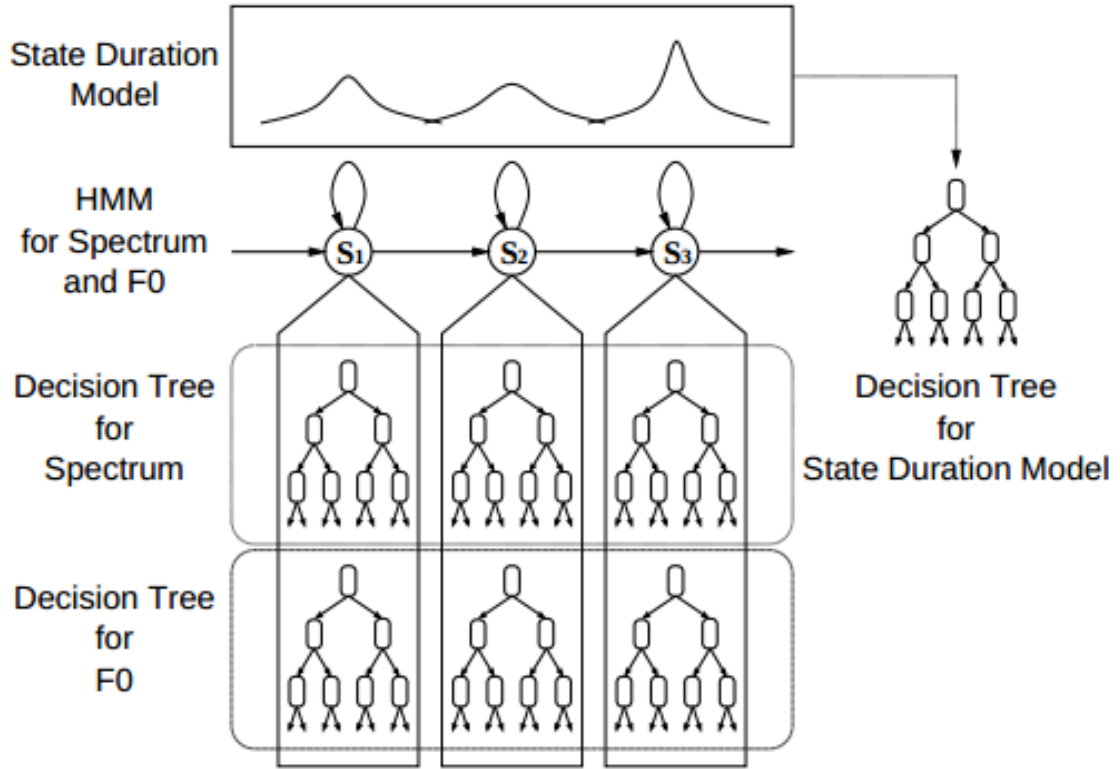 State Duration
Model
HMM
for Spectrum
and F0
S1
S2
S3
Decision Tree
for
Spectrum
Decision Tree
for
State Duration Model
Decision Tree
for
F0